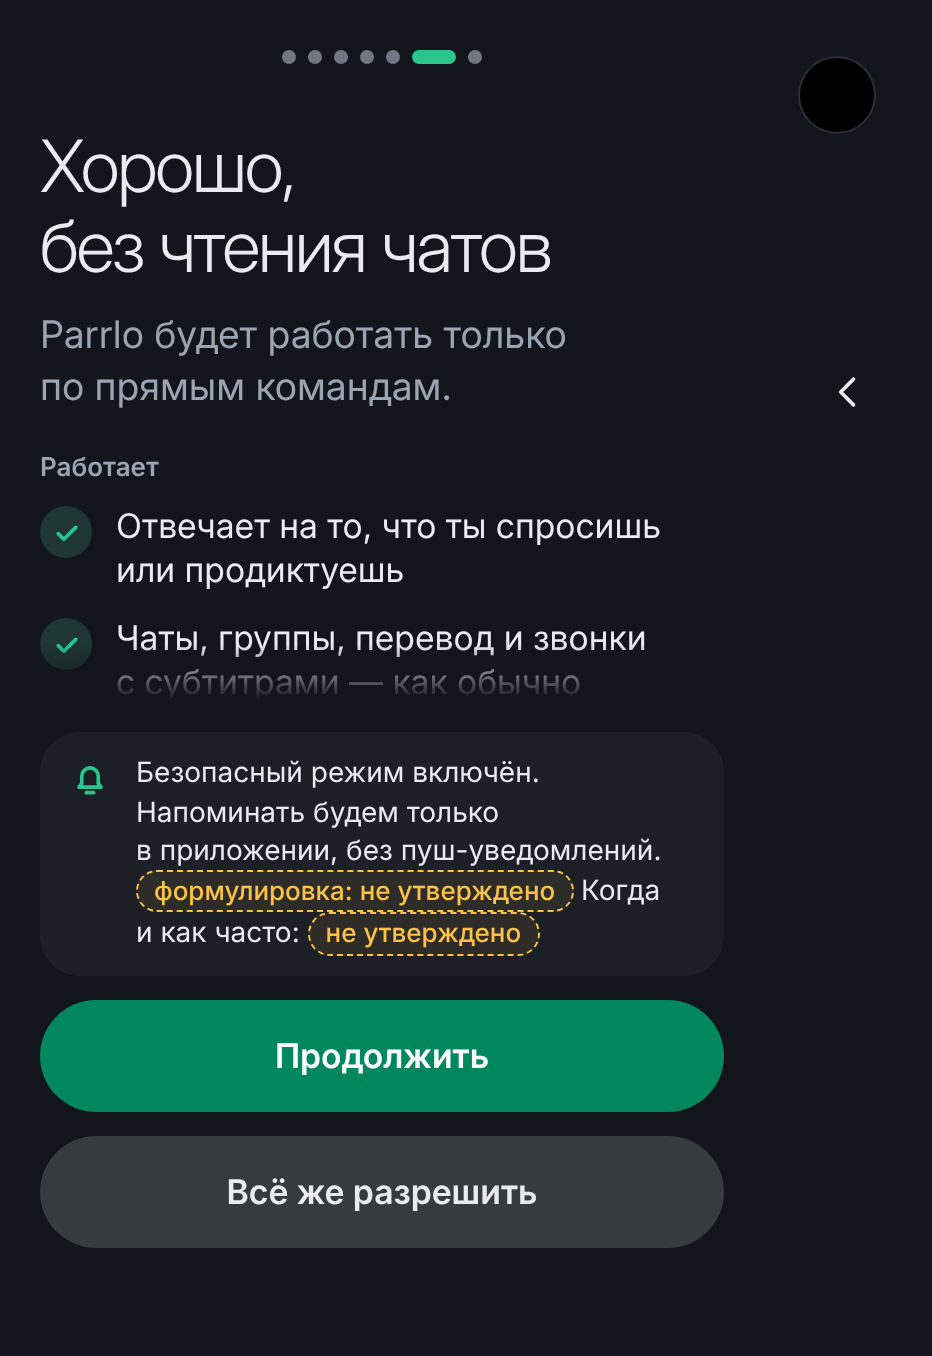 Хорошо,
без чтения чатов
Parrlo будет работать только
по прямым командам.
Работает
Отвечает на то, что ты спросишь
или продиктуешь
Чаты, группы, перевод и звонки
с субтитрами — как обычно
Безопасный режим включён.
Напоминать будем только
в приложении, без пуш-уведомлений.
формулировка: не утверждено Когда
и как часто: не утверждено
Продолжить
Всё же разрешить